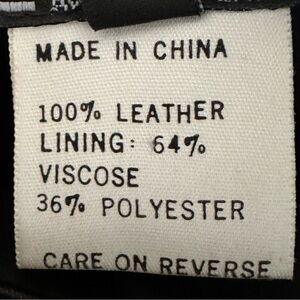 MADE IN CHINA
100% LEATHER
LINING: 64%
VISCOSE
36% POLYESTER
CARE ON REVERSE